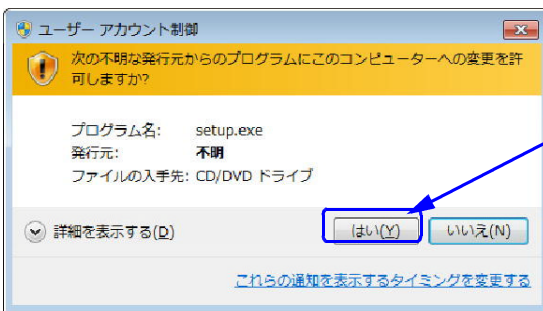 ユーザー アカウント制御
次の不明な発行元からのプログラムにこのコンピューターへの変更を許
可しますか?
プログラム名: setup.exe
発行元: 不明
ファイルの入手先: CD/DVD ドライブ
詳細を表示する(D) はい(Y) いいえ(N)
これらの通知を表示するタイミングを変更する